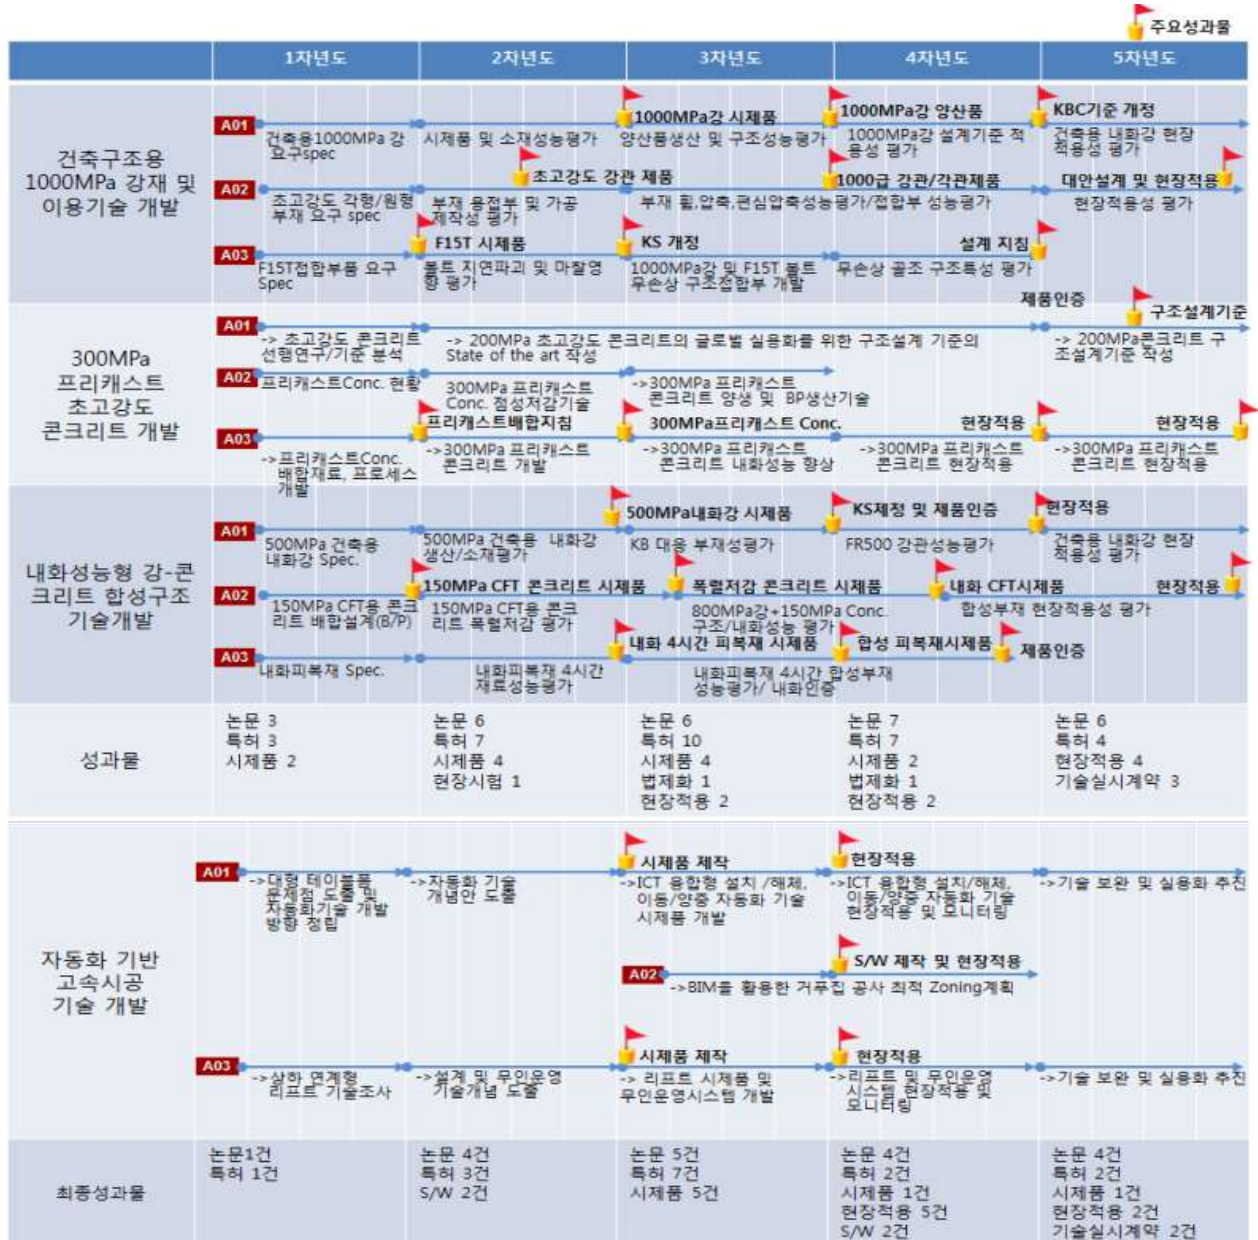 주요성과물
1차년도 2차년도 3차년도 4차년도 5차년도
건축구조용
1000MPa 강재 및
이용기술 개발
A01
건축용1000MPa 강
요구spec
시제품 및 소재성능평가
1000MPa강 시제품
양산품생산 및 구조성능평가
1000MPa강 양산품
1000MPa강 설계기준 적
용성 평가
KBC기준 개정
건축용 내화강 현장
적용성 평가
A02
초고강도 각형/원형
부재 요구 spec
초고강도 강관 제품
부재 용접부 및 가공
제작성 평가
부재 휨,압축,편심압축성능평가/접합부 성능평가
1000급 강관/각관제품
대안설계 및 현장적용
현장적용성 평가
A03
F15T접합부품 요구
Spec
F15T 시제품
볼트 지연파괴 및 마찰영
향 평가
KS 개정
1000MPa강 및 F15T 볼트
무손상 구조접합부 개발
설계 지침
무손상 골조 구조특성 평가
300MPa
프리캐스트
초고강도
콘크리트 개발
제품인증
구조설계기준
A01
-> 초고강도 콘크리트
선행연구/기준 분석
-> 200MPa 초고강도 콘크리트의 글로벌 실용화를 위한 구조설계 기준의
State of the art 작성
-> 200MPa콘크리트 구
조설계기준 작성
A02
프리캐스트Conc. 현황
300MPa 프리캐스트
Conc. 점성저감기술
->300MPa 프리캐스트
콘크리트 양생 및 BP생산기술
A03
->프리캐스트Conc.
배합재료, 프로세스
개발
프리캐스트배합지침
->300MPa 프리캐스트
콘크리트 개발
300MPa프리캐스트 Conc.
->300MPa 프리캐스트
콘크리트 내화성능 향상
현장적용
->300MPa 프리캐스트
콘크리트 현장적용
현장적용
->300MPa 프리캐스트
콘크리트 현장적용
내화성능형 강-콘
크리트 합성구조
기술개발
A01
500MPa 건축용
내화강 Spec.
500MPa 건축용 내화강
생산/소재평가
500MPa내화강 시제품
KB 대응 부재성평가
KS제정 및 제품인증
FR500 강관성능평가
현장적용
건축용 내화강 현장
적용성 평가
A02
150MPa CFT용 콘크
리트 배합설계(B/P)
150MPa CFT 콘크리트 시제품
150MPa CFT용 콘크
리트 폭렬저감 평가
폭렬저감 콘크리트 시제품
800MPa강+150MPa Conc.
구조/내화성능 평가
내화 CFT시제품
합성부재 현장적용성 평가
현장적용
A03
내화피복재 Spec.
내화피복재 4시간
재료성능평가
내화 4시간 피복재 시제품
내화피복재 4시간 합성부재
성능평가/ 내화인증
합성 피복재시제품
제품인증
성과물
논문 3
특허 3
시제품 2
논문 6
특허 7
시제품 4
현장시험 1
논문 6
특허 10
시제품 4
법제화 1
현장적용 2
논문 7
특허 7
시제품 2
법제화 1
현장적용 2
논문 6
특허 4
현장적용 4
기술실시계약 3
자동화 기반
고속시공
기술 개발
A01
->대형 테이블폼
문제점 도출 및
자동화기술 개발
방향 정립
->자동화 기술
개념안 도출
시제품 제작
->ICT 융합형 설치 /해체,
이동/양중 자동화 기술
시제품 개발
현장적용
->ICT 융합형 설치/해체,
이동/양중 자동화 기술
현장적용 및 모니터링
->기술 보완 및 실용화 추진
A02
S/W 제작 및 현장적용
->BIM을 활용한 거푸집 공사 최적 Zoning계획
A03
->상하 연계형
리프트 기술조사
->설계 및 무인운영
기술개념 도출
시제품 제작
-> 리프트 시제품 및
무인운영시스템 개발
현장적용
->리프트 및 무인운영
시스템 현장적용 및
모니터링
->기술 보완 및 실용화 추진
최종성과물
논문1건
특허 1건
논문 4건
특허 3건
S/W 2건
논문 5건
특허 7건
시제품 5건
논문 4건
특허 2건
시제품 1건
현장적용 5건
S/W 2건
논문 4건
특허 2건
시제품 1건
현장적용 2건
기술실시계약 2건